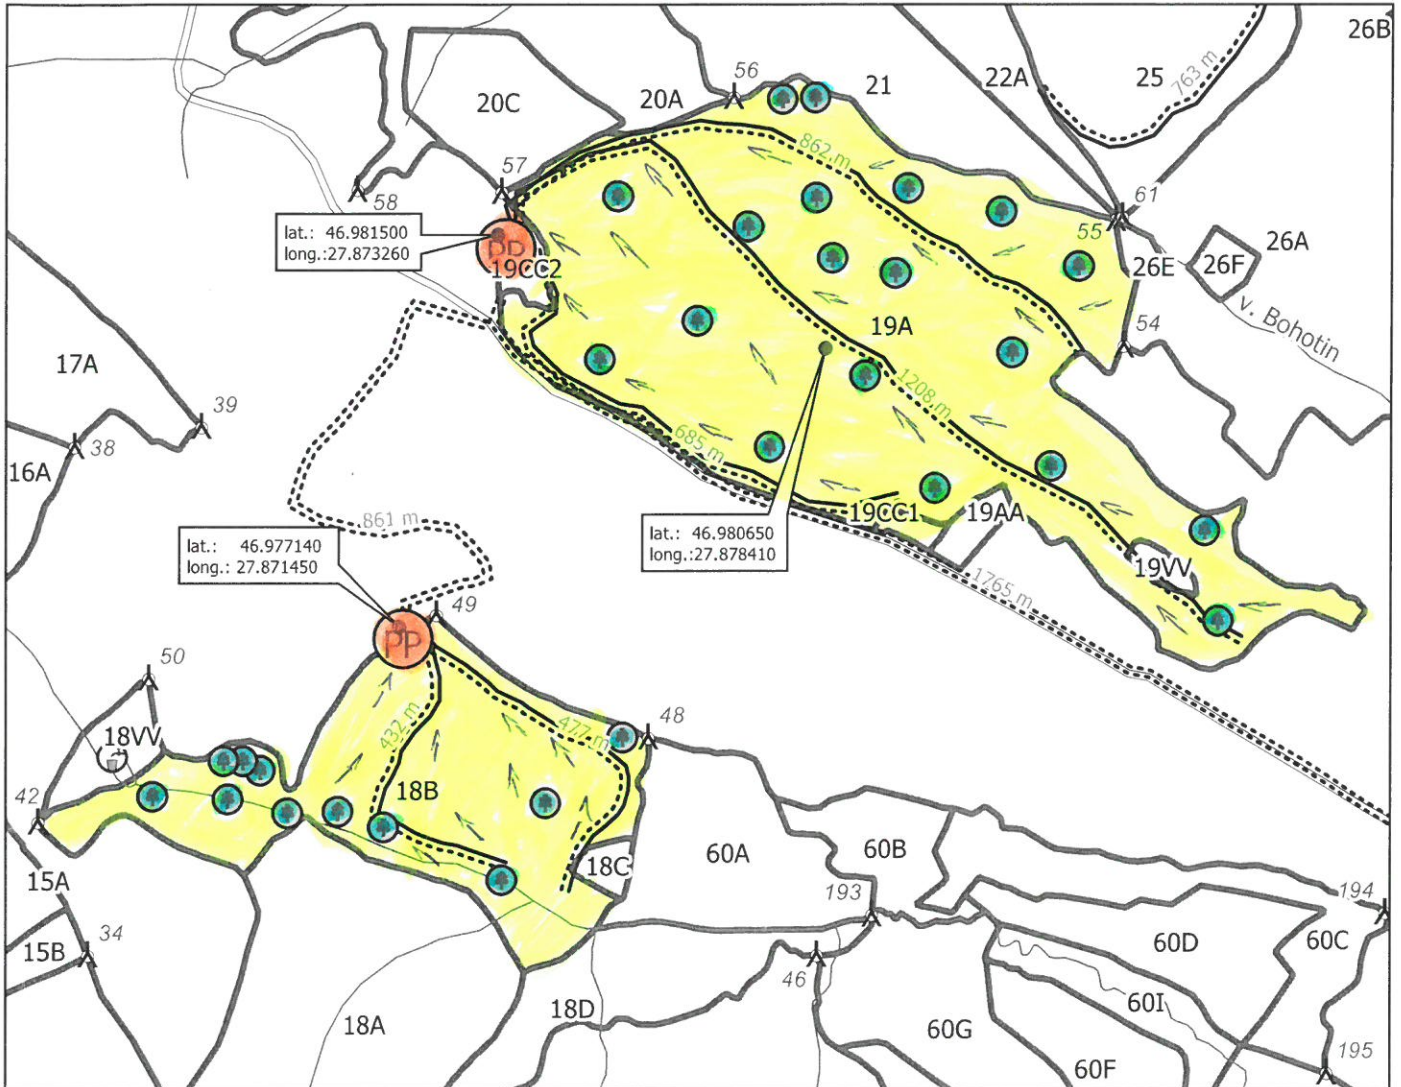 26B
763 m
56
21
22A
25
20C
20A
862 m
57
58
61
55
26A
lat.: 46.981500
long.:27.873260
PP
19CC2
26E
26F
v. Bohotin
19A
54
17A
39
38
1208 m
685 m
16A
19CC1
19AA
861 m
lat.: 46.980650
long.:27.878410
lat.: 46.977140
long.: 27.871450
19VV
1765 m
49
PP
50
432 m
477 m
48
18VV
18B
42
60A
60B
18C
15A
193
194
34
15B
60D
60C
46
18D
60I
18A
60G
195
60F